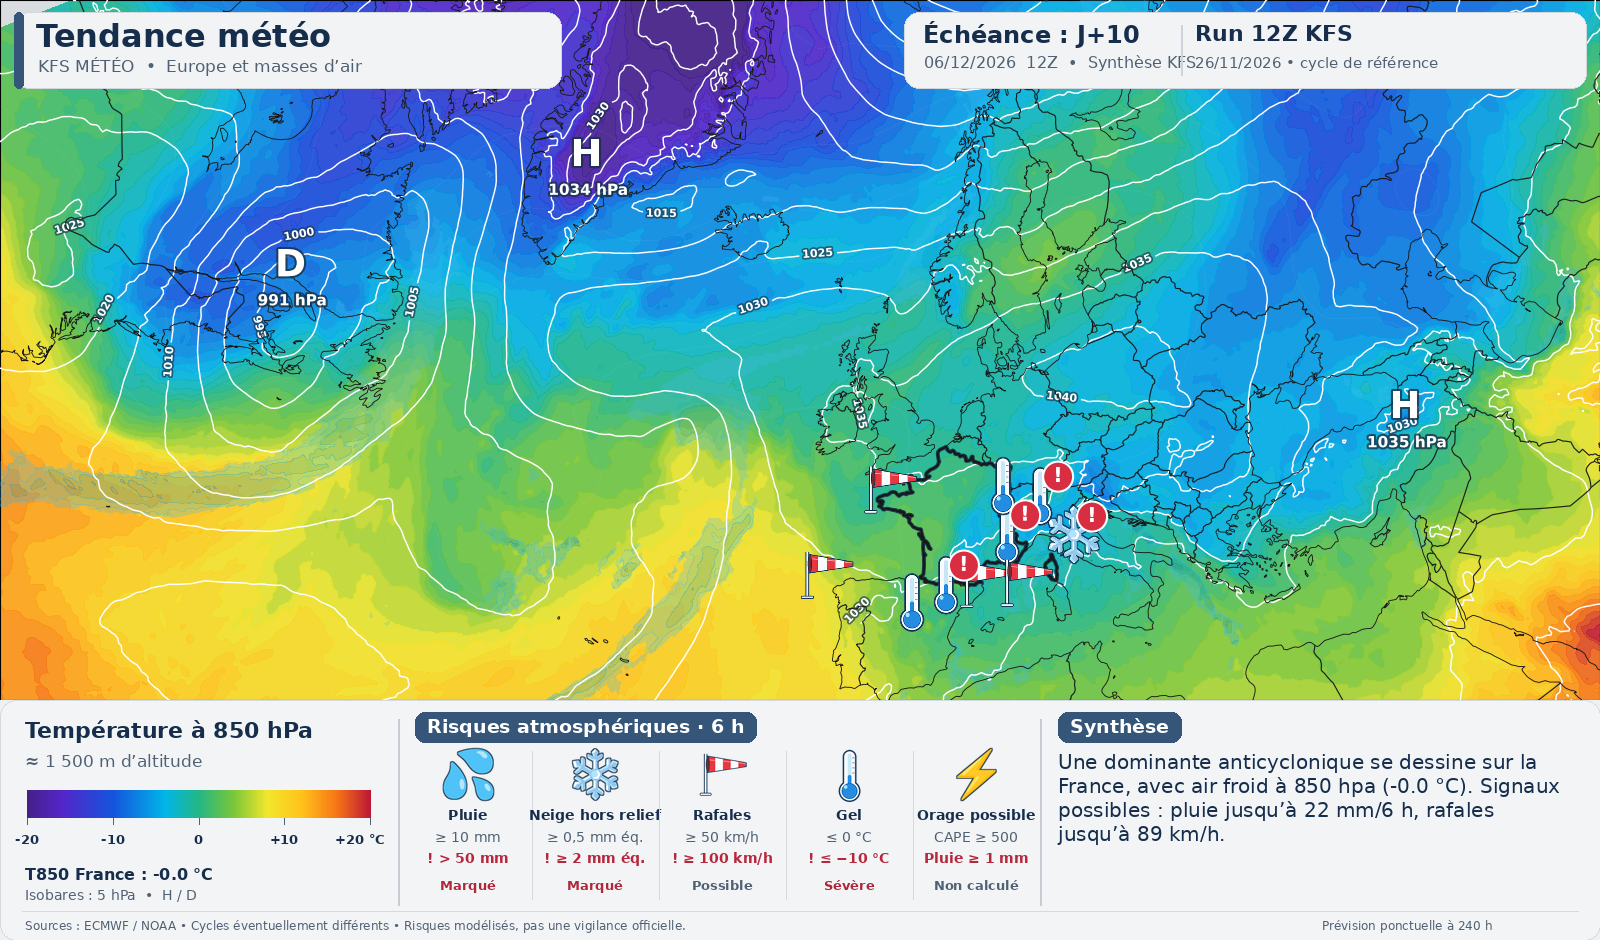 Tendance météo
KFS MÉTÉO • Europe et masses d’air
Échéance : J+10
06/12/2026 12Z • Synthèse KFS
Run 12Z KFS
26/11/2026 • cycle de référence
1030
H
1034 hPa
1015
1025
1000
D
991 hPa
995
1005
1020
1010
1025
1030
1035
1035
1040
H
1030
1035 hPa
1030
!
!
!
!
Température à 850 hPa
≈ 1 500 m d’altitude
-20 -10 0 +10 +20 °C
T850 France : -0.0 °C
Isobares : 5 hPa • H / D
Risques atmosphériques · 6 h
Pluie
≥ 10 mm
! > 50 mm
Marqué
Neige hors relief
≥ 0,5 mm éq.
! ≥ 2 mm éq.
Marqué
Rafales
≥ 50 km/h
! ≥ 100 km/h
Possible
Gel
≤ 0 °C
! ≤ −10 °C
Sévère
Orage possible
CAPE ≥ 500
Pluie ≥ 1 mm
Non calculé
Synthèse
Une dominante anticyclonique se dessine sur la
France, avec air froid à 850 hpa (-0.0 °C). Signaux
possibles : pluie jusqu’à 22 mm/6 h, rafales
jusqu’à 89 km/h.
Sources : ECMWF / NOAA • Cycles éventuellement différents • Risques modélisés, pas une vigilance officielle.
Prévision ponctuelle à 240 h